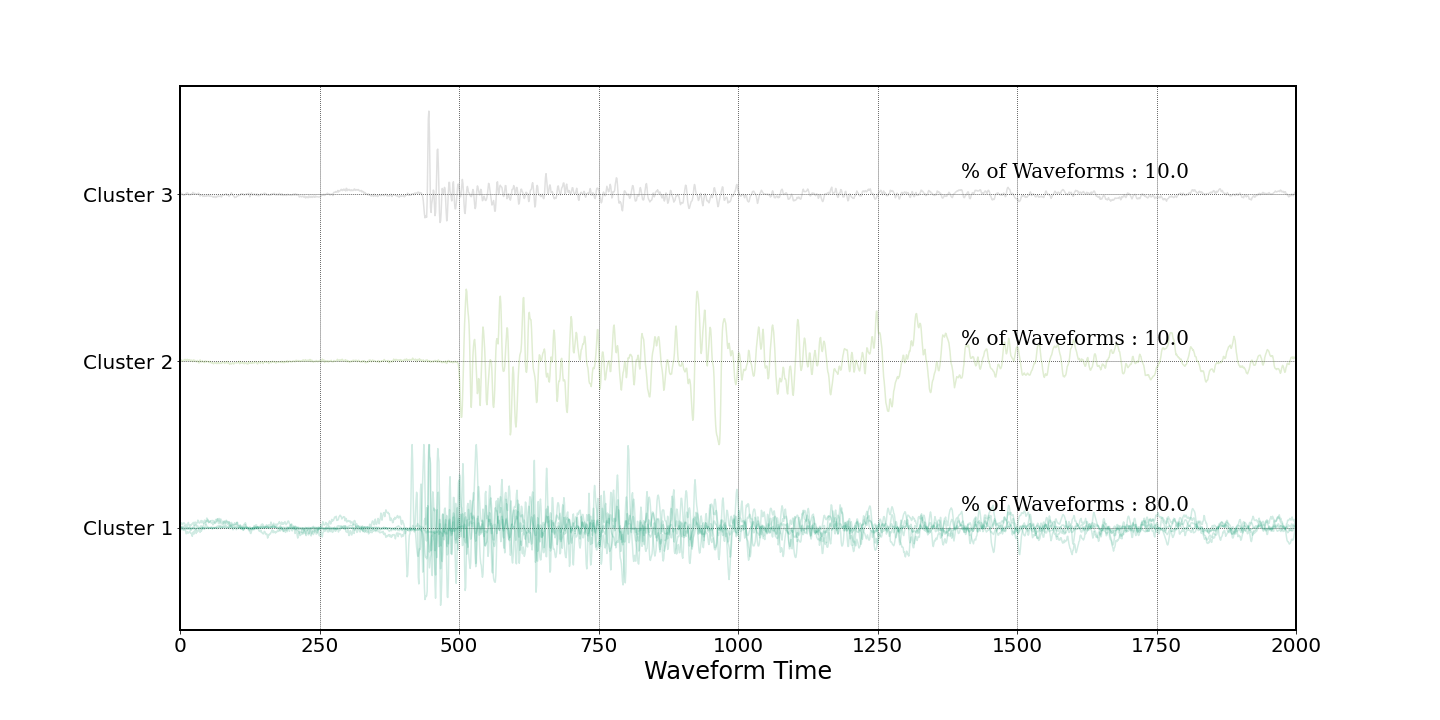 Cluster 3
% of Waveforms : 10.0
Cluster 2
% of Waveforms : 10.0
Cluster 1
% of Waveforms : 80.0
0 250 500 750 1000 1250 1500 1750 2000
Waveform Time